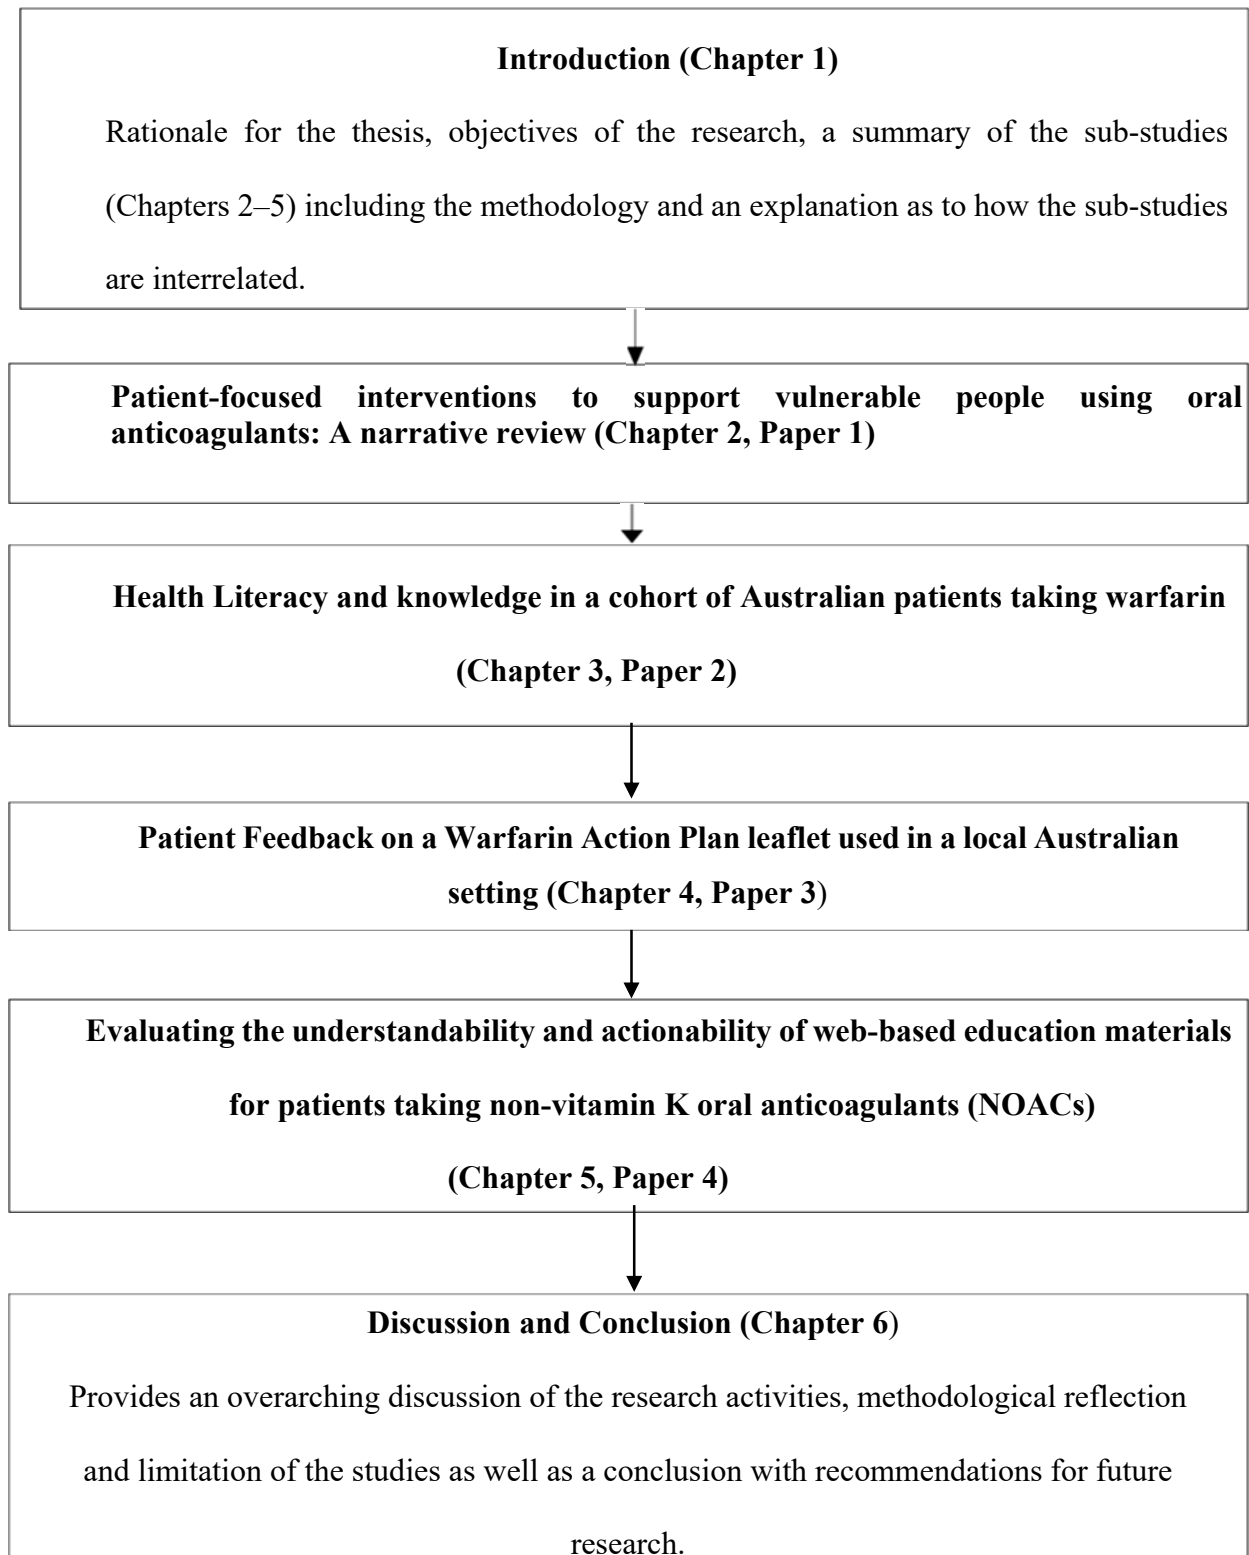 Introduction (Chapter 1)
Rationale for the thesis, objectives of the research, a summary of the sub-studies
(Chapters 2–5) including the methodology and an explanation as to how the sub-studies
are interrelated.
Patient-focused interventions to support vulnerable people using oral
anticoagulants: A narrative review (Chapter 2, Paper 1)
Health Literacy and knowledge in a cohort of Australian patients taking warfarin
(Chapter 3, Paper 2)
Patient Feedback on a Warfarin Action Plan leaflet used in a local Australian
setting (Chapter 4, Paper 3)
Evaluating the understandability and actionability of web-based education materials
for patients taking non-vitamin K oral anticoagulants (NOACs)
(Chapter 5, Paper 4)
Discussion and Conclusion (Chapter 6)
Provides an overarching discussion of the research activities, methodological reflection
and limitation of the studies as well as a conclusion with recommendations for future
research.